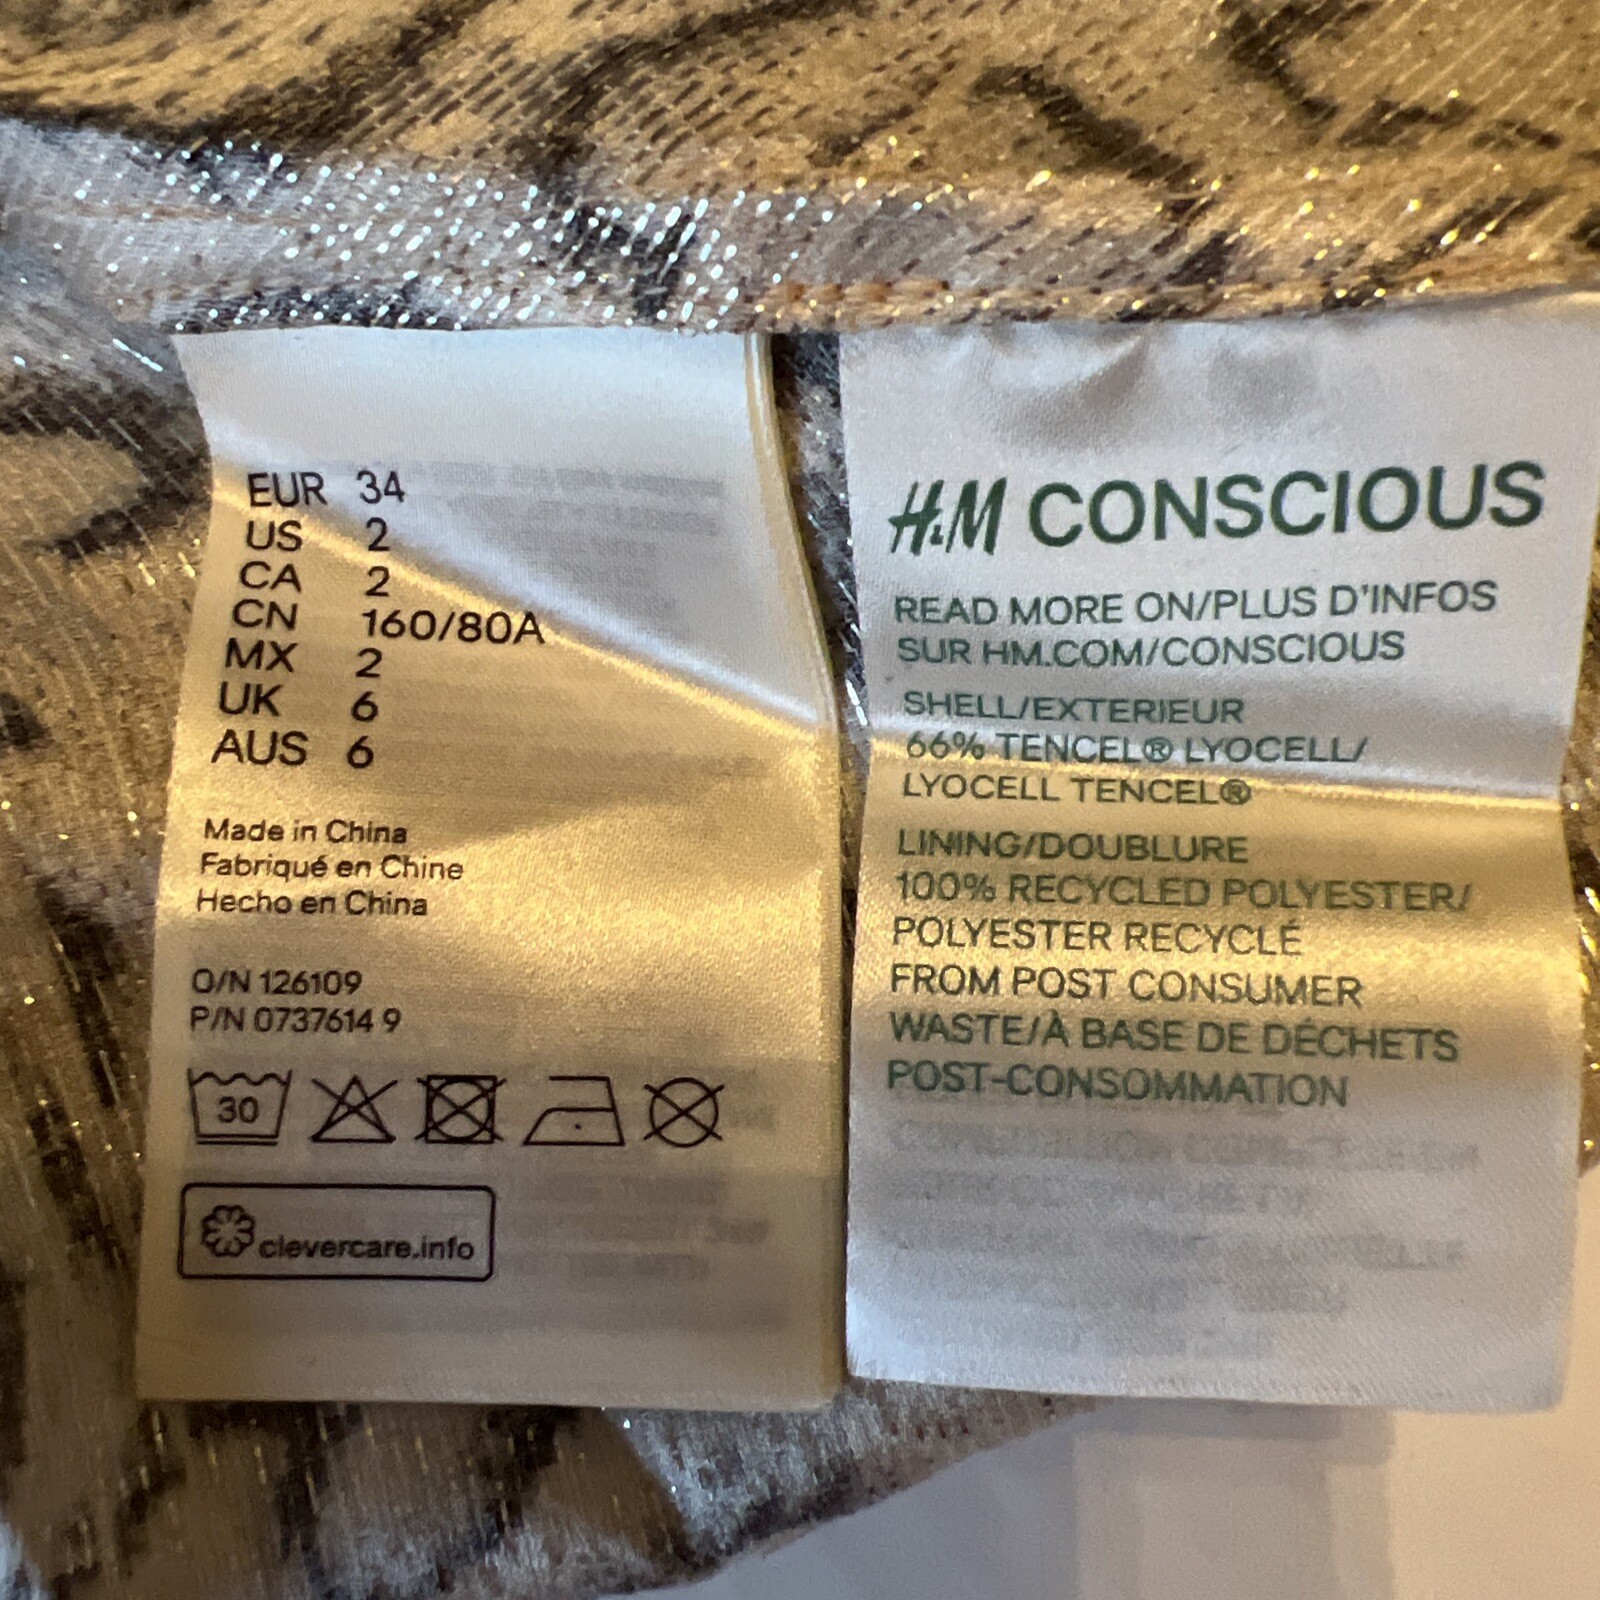 EUR 34
US 2
CA 2
CN 160/80A
MX 2
UK 6
AUS 6
Made in China
Fabriqué en Chine
Hecho en China
O/N 126109
P/N 0737614 9
30
clevercare.info
H&M CONSCIOUS
READ MORE ON/PLUS D'INFOS
SUR HM.COM/CONSCIOUS
SHELL/EXTERIEUR
66% TENCEL® LYOCELL/
LYOCELL TENCEL®
LINING/DOUBLURE
100% RECYCLED POLYESTER/
POLYESTER RECYCLÉ
FROM POST CONSUMER
WASTE/À BASE DE DÉCHETS
POST-CONSOMMATION